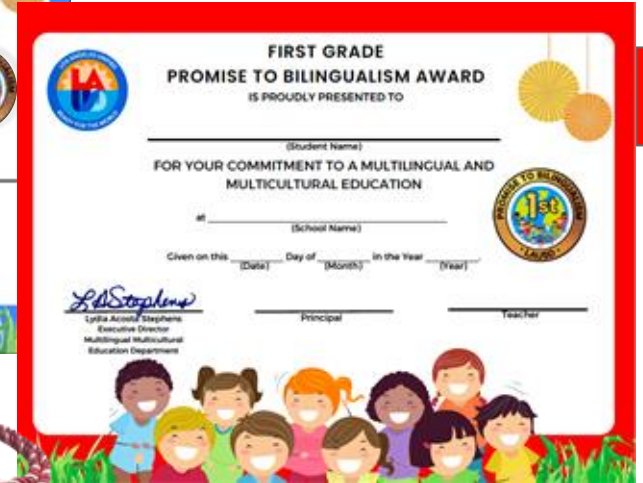 FIRST GRADE
PROMISE TO BILINGUALISM AWARD
IS PROUDLY PRESENTED TO
(Student Name)
FOR YOUR COMMITMENT TO A MULTILINGUAL AND
MULTICULTURAL EDUCATION
at
(School Name)
Given on this Day of in the Year .
(Date) (Month) (Year)
PROMISE TO BILINGUALISM
1st
LAUSD
L A Stephens
Lydia Acosta Stephens
Executive Director
Multilingual Multicultural
Education Department
Principal
Teacher